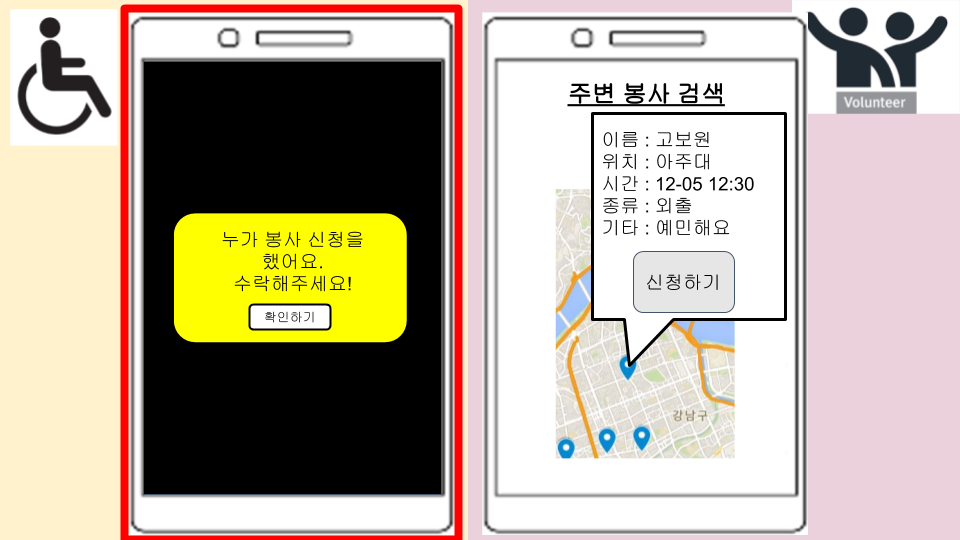 누가 봉사 신청을
했어요.
수락해주세요!
확인하기
Volunteer
주변 봉사 검색
이름 : 고보원
위치 : 아주대
시간 : 12-05 12:30
종류 : 외출
기타 : 예민해요
신청하기
강남구